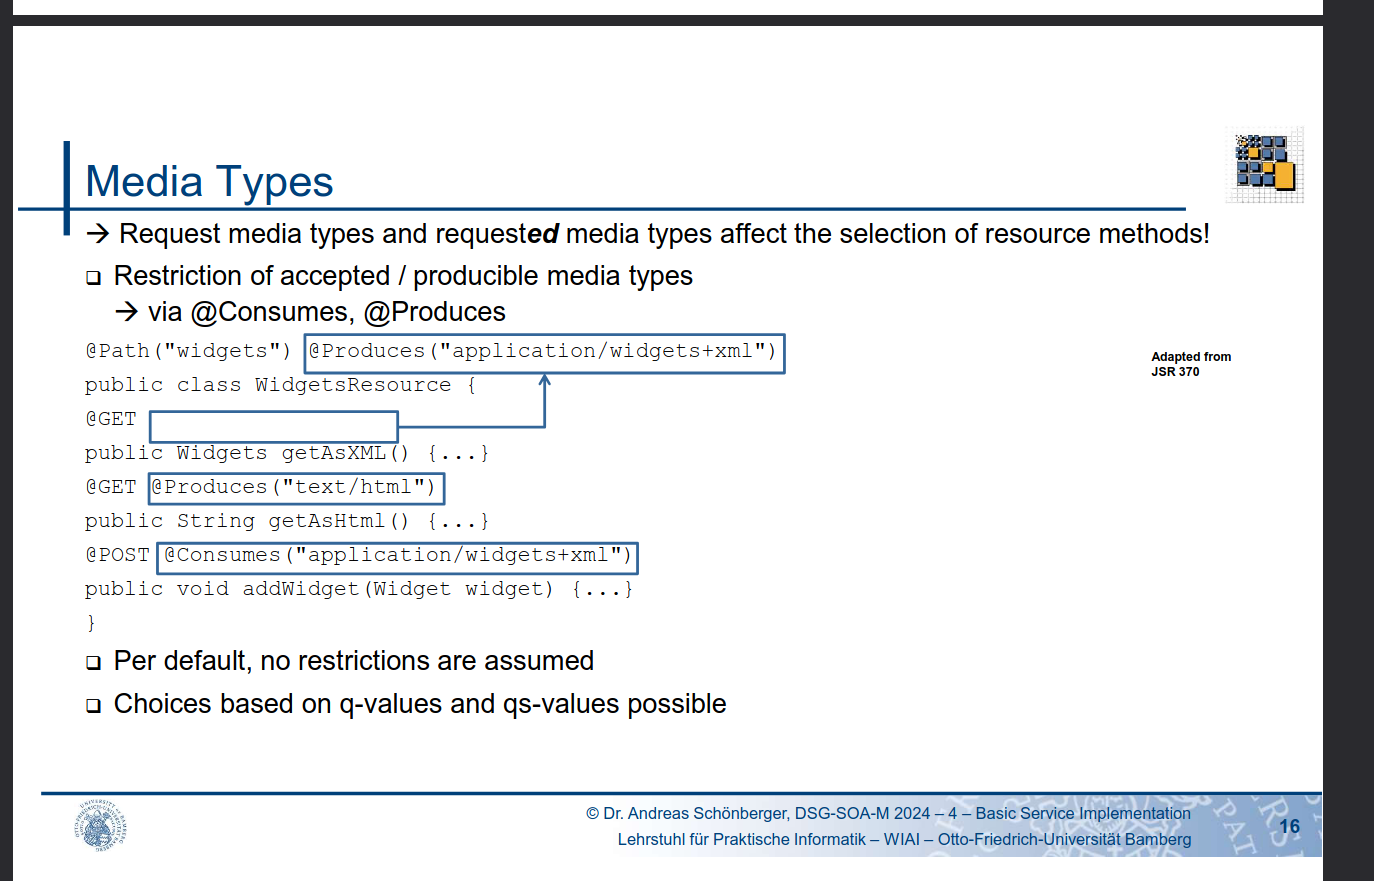 Media Types
→ Request media types and requested media types affect the selection of resource methods!
❑ Restriction of accepted / producible media types
→ via @Consumes, @Produces
@Path("widgets") @Produces("application/widgets+xml")
public class WidgetsResource {
@GET
public Widgets getAsXML() {...}
@GET @Produces("text/html")
public String getAsHtml() {...}
@POST @Consumes("application/widgets+xml")
public void addWidget(Widget widget) {...}
}
Adapted from
JSR 370
❑ Per default, no restrictions are assumed
❑ Choices based on q-values and qs-values possible
© Dr. Andreas Schönberger, DSG-SOA-M 2024 – 4 – Basic Service Implementation
Lehrstuhl für Praktische Informatik – WIAI – Otto-Friedrich-Universität Bamberg
16